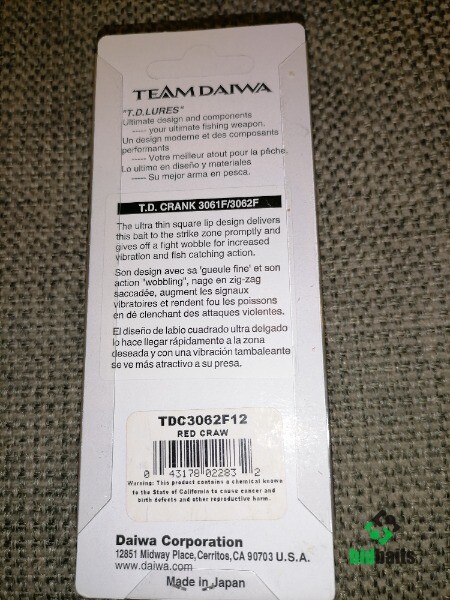 TEAMDAIWA
"T.D.LURES"
Ultimate design and components
----- your ultimate fishing weapon.
Un design moderne et des composants
performants
----- Votre meilleur atout pour la pêche.
Lo ultimo en diseño y materiales
----- Su mejor arma en pesca.
T.D. CRANK 3061F/3062F
The ultra thin square lip design delivers
this bait to the strike zone promptly and
gives off a tight wobble for increased
vibration and fish catching action.
Son design avec sa 'gueule fine' et son
action "wobbling", nage en zig-zag
saccadée, augment les signaux
vibratoires et rendent fou les poissons
en dé clenchant des attaques violentes.
El diseño de labio cuadrado ultra delgado
lo hace llegar rápidamente a la zona
deseada y con una vibración tambaleante
se ve más atractivo a su presa.
TDC3062F12
RED CRAW
0 43178 02283 2
Warning: This product contains a chemical known
to the State of California to cause cancer and
birth defects and other reproductive harm.
Daiwa Corporation
12851 Midway Place, Cerritos, CA 90703 U.S.A.
www.daiwa.com
Made in Japan